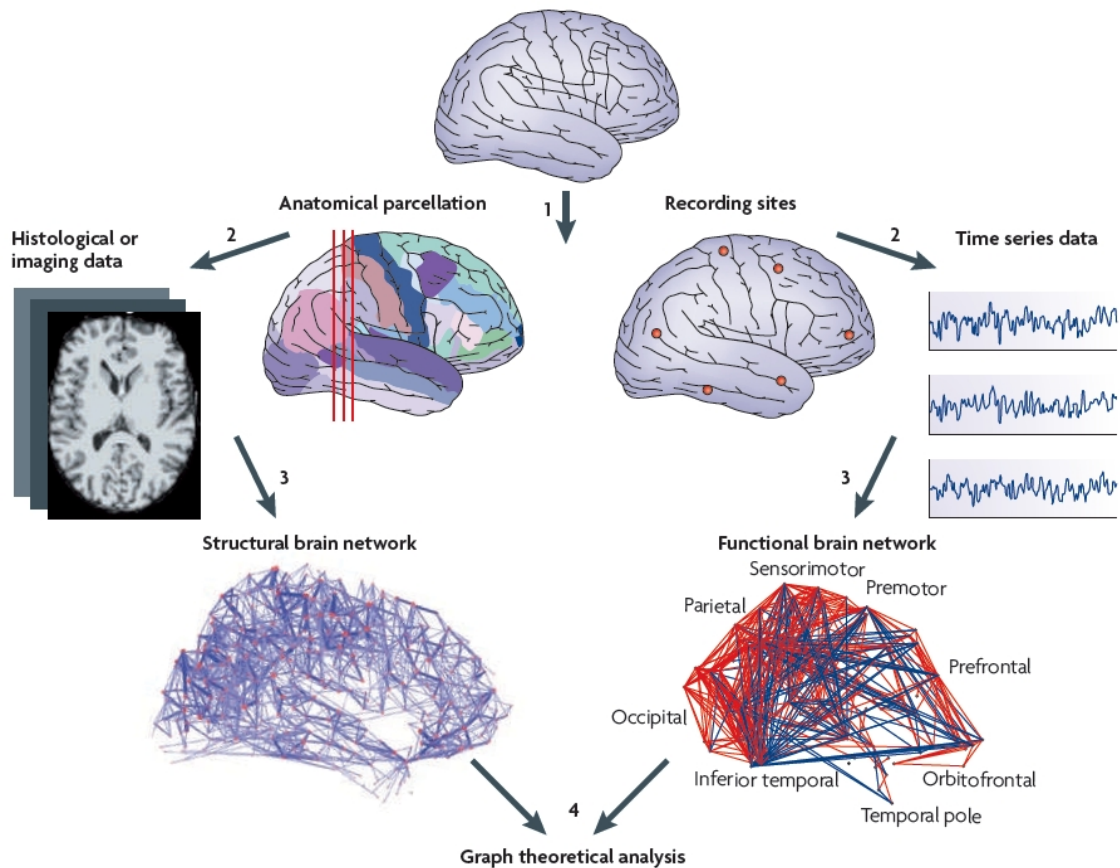 Anatomical parcellation
1
Recording sites
2
2
Histological or
imaging data
Time series data
3
3
Structural brain network
Functional brain network
Sensorimotor
Premotor
Parietal
Prefrontal
Occipital
Inferior temporal
Orbitofrontal
Temporal pole
4
Graph theoretical analysis